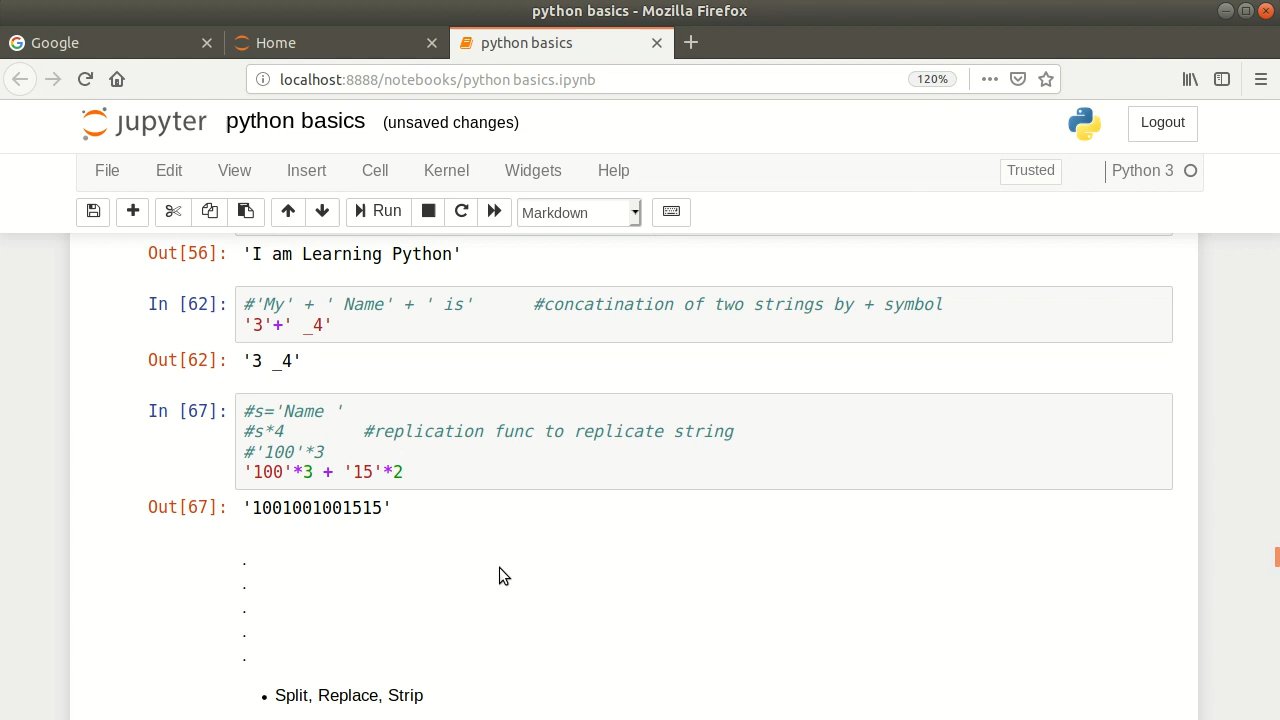 python basics - Mozilla Firefox
Google
Home
python basics
localhost:8888/notebooks/python basics.ipynb
120%
jupyter python basics (unsaved changes)
Logout
File Edit View Insert Cell Kernel Widgets Help
Trusted
Python 3
Run
Markdown
Out[56]: 'I am Learning Python'
In [62]: #'My' + ' Name' + ' is'      #concatination of two strings by + symbol
'3'+' _4'
Out[62]: '3 _4'
In [67]: #s='Name '
#s*4        #replication func to replicate string
#'100'*3
'100'*3 + '15'*2
Out[67]: '1001001001515'
.
.
.
.
.
• Split, Replace, Strip